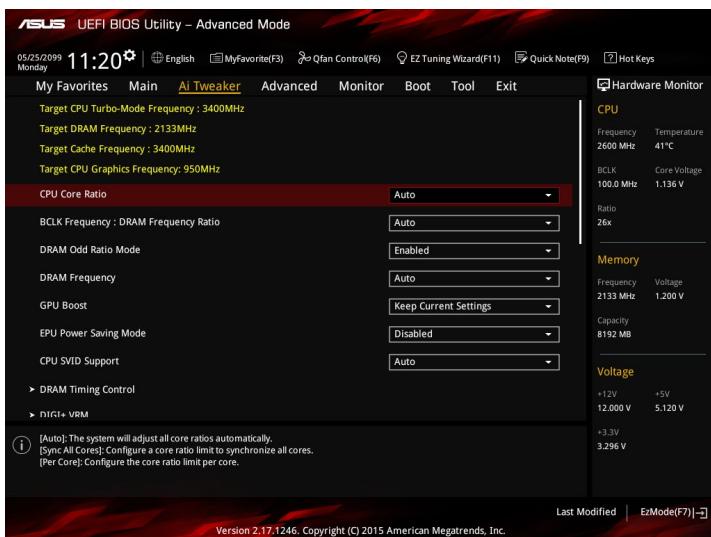 ASUS UEFI BIOS Utility – Advanced Mode
05/25/2099 Monday 11:20 English MyFavorite(F3) Qfan Control(F6) EZ Tuning Wizard(F11) Quick Note(F9) ? Hot Keys
My Favorites Main Ai Tweaker Advanced Monitor Boot Tool Exit
Target CPU Turbo-Mode Frequency : 3400MHz
Target DRAM Frequency : 2133MHz
Target Cache Frequency : 3400MHz
Target CPU Graphics Frequency: 950MHz
CPU Core Ratio Auto
BCLK Frequency : DRAM Frequency Ratio Auto
DRAM Odd Ratio Mode Enabled
DRAM Frequency Auto
GPU Boost Keep Current Settings
EPU Power Saving Mode Disabled
CPU SVID Support Auto
> DRAM Timing Control
> DIGI+ VRM
i
[Auto]: The system will adjust all core ratios automatically.
[Sync All Cores]: Configure a core ratio limit to synchronize all cores.
[Per Core]: Configure the core ratio limit per core.
Hardware Monitor
CPU
Frequency Temperature
2600 MHz 41°C
BCLK Core Voltage
100.0 MHz 1.136 V
Ratio
26x
Memory
Frequency Voltage
2133 MHz 1.200 V
Capacity
8192 MB
Voltage
+12V +5V
12.000 V 5.120 V
+3.3V
3.296 V
Last Modified EzMode(F7)
Version 2.17.1246. Copyright (C) 2015 American Megatrends, Inc.